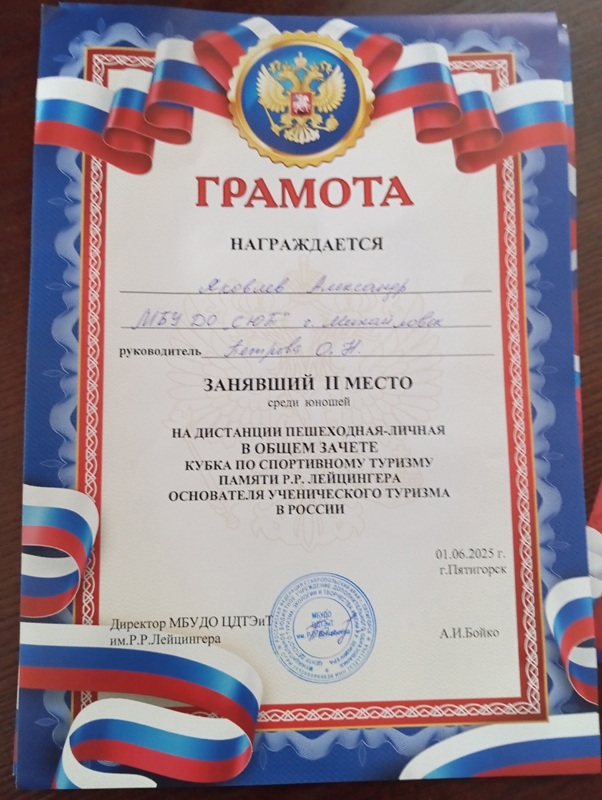 ГРАМОТА
НАГРАЖДАЕТСЯ
Яковлев Александр
МБУ ДО "СЮТ" г. Михайловск
руководитель Петрова О. Н.
ЗАНЯВШИЙ II МЕСТО
среди юношей
НА ДИСТАНЦИИ ПЕШЕХОДНАЯ-ЛИЧНАЯ
В ОБЩЕМ ЗАЧЕТЕ
КУБКА ПО СПОРТИВНОМУ ТУРИЗМУ
ПАМЯТИ Р.Р. ЛЕЙЦИНГЕРА
ОСНОВАТЕЛЯ УЧЕНИЧЕСКОГО ТУРИЗМА
В РОССИИ
01.06.2025 г.
г.Пятигорск
Директор МБУДО ЦДТЭиТ
им.Р.Р.Лейцингера
А.И.Бойко